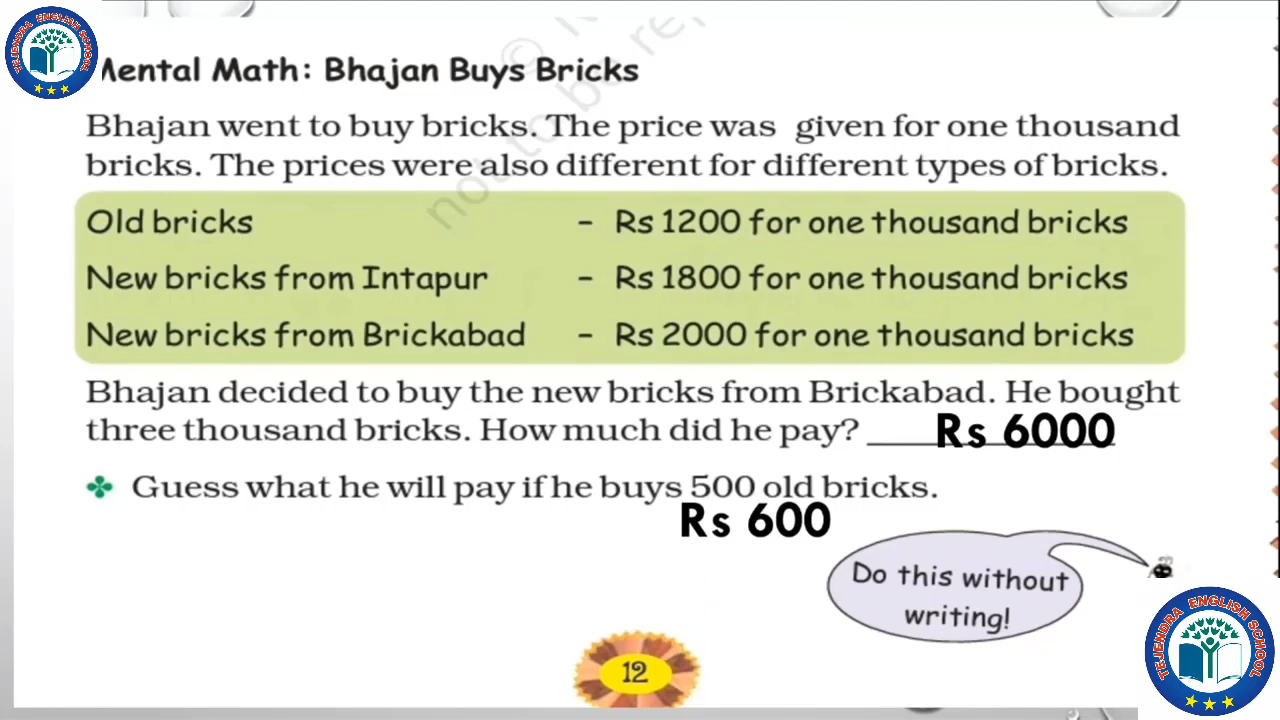 TEJENDRA ENGLISH SCHOOL
Mental Math: Bhajan Buys Bricks
Bhajan went to buy bricks. The price was given for one thousand
bricks. The prices were also different for different types of bricks.
Old bricks – Rs 1200 for one thousand bricks
New bricks from Intapur – Rs 1800 for one thousand bricks
New bricks from Brickabad – Rs 2000 for one thousand bricks
Bhajan decided to buy the new bricks from Brickabad. He bought
three thousand bricks. How much did he pay? Rs 6000
Guess what he will pay if he buys 500 old bricks.
Rs 600
Do this without
writing!
12
TEJENDRA ENGLISH SCHOOL
not to be re